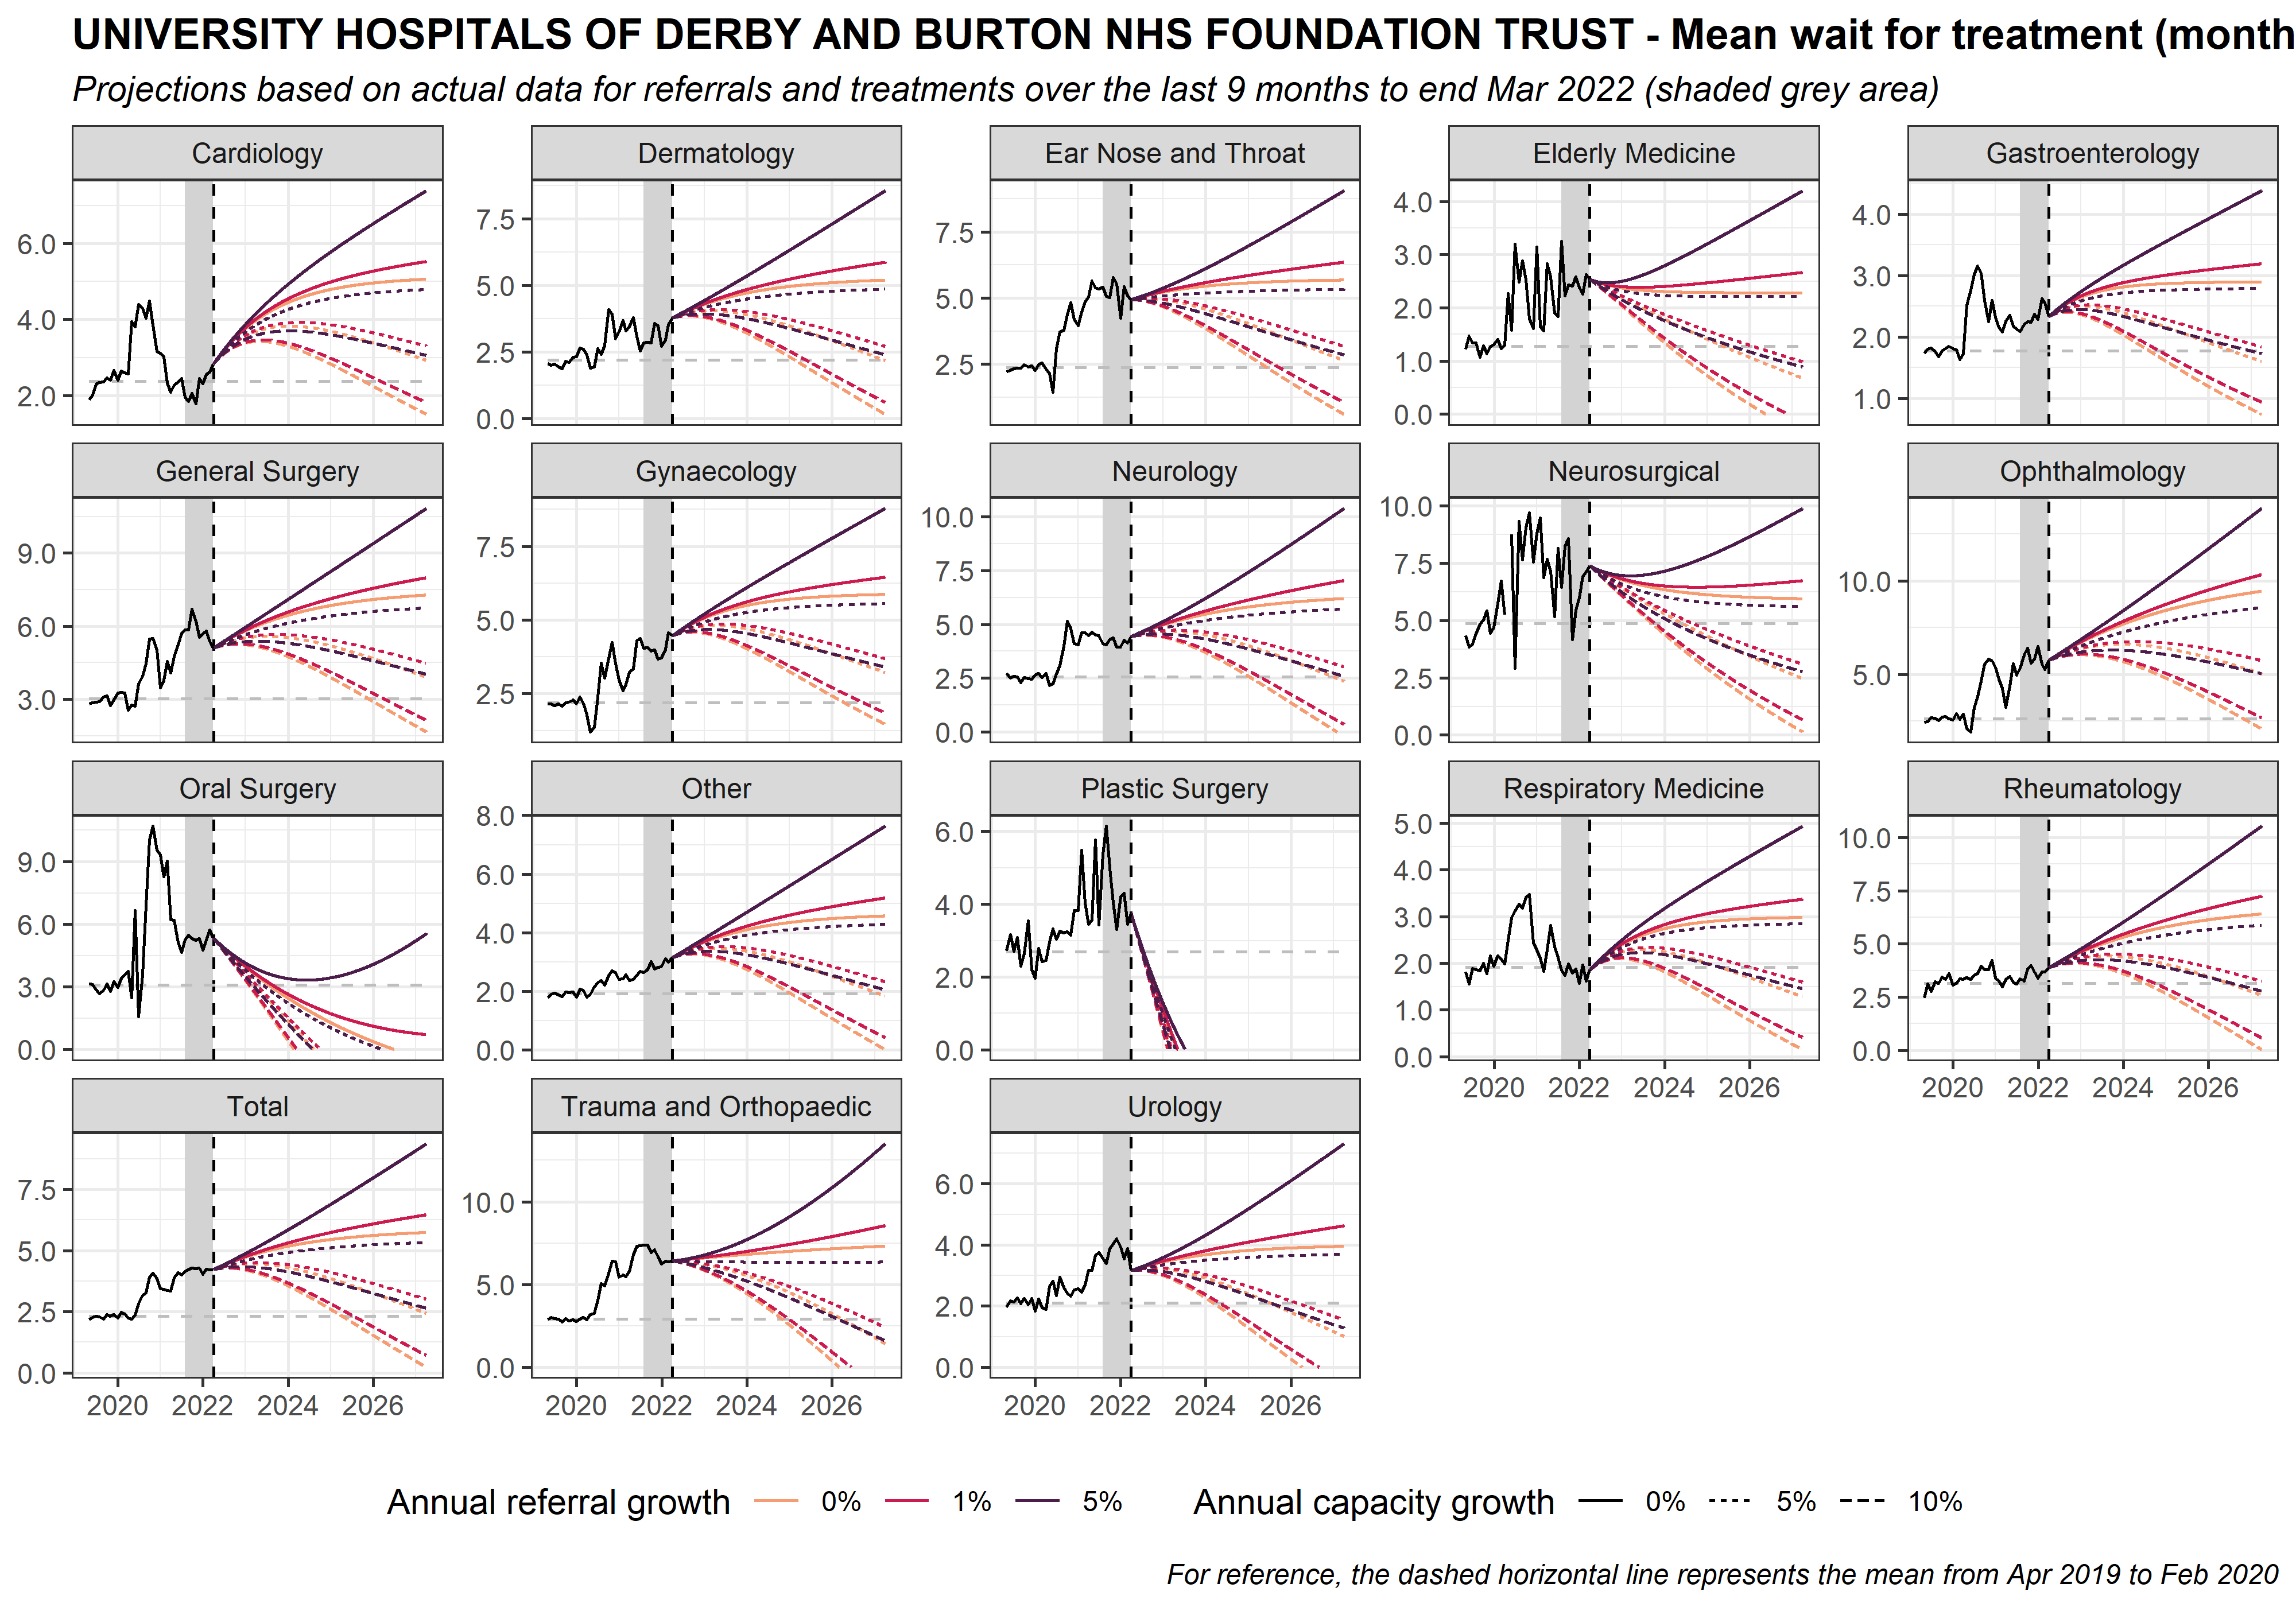 UNIVERSITY HOSPITALS OF DERBY AND BURTON NHS FOUNDATION TRUST - Mean wait for treatment (month
Projections based on actual data for referrals and treatments over the last 9 months to end Mar 2022 (shaded grey area)
Cardiology Dermatology Ear Nose and Throat Elderly Medicine Gastroenterology
6.0 4.0 2.0
7.5 5.0 2.5 0.0
7.5 5.0 2.5
4.0 3.0 2.0 1.0 0.0
4.0 3.0 2.0 1.0
General Surgery Gynaecology Neurology Neurosurgical Ophthalmology
9.0 6.0 3.0
7.5 5.0 2.5
10.0 7.5 5.0 2.5 0.0
10.0 7.5 5.0 2.5 0.0
10.0 5.0
Oral Surgery Other Plastic Surgery Respiratory Medicine Rheumatology
9.0 6.0 3.0 0.0
8.0 6.0 4.0 2.0 0.0
6.0 4.0 2.0 0.0
5.0 4.0 3.0 2.0 1.0 0.0
10.0 7.5 5.0 2.5 0.0
2020 2022 2024 2026 2020 2022 2024 2026
Total Trauma and Orthopaedic Urology
7.5 5.0 2.5 0.0
10.0 5.0 0.0
6.0 4.0 2.0 0.0
2020 2022 2024 2026 2020 2022 2024 2026 2020 2022 2024 2026
Annual referral growth 0% 1% 5% Annual capacity growth 0% 5% 10%
For reference, the dashed horizontal line represents the mean from Apr 2019 to Feb 2020